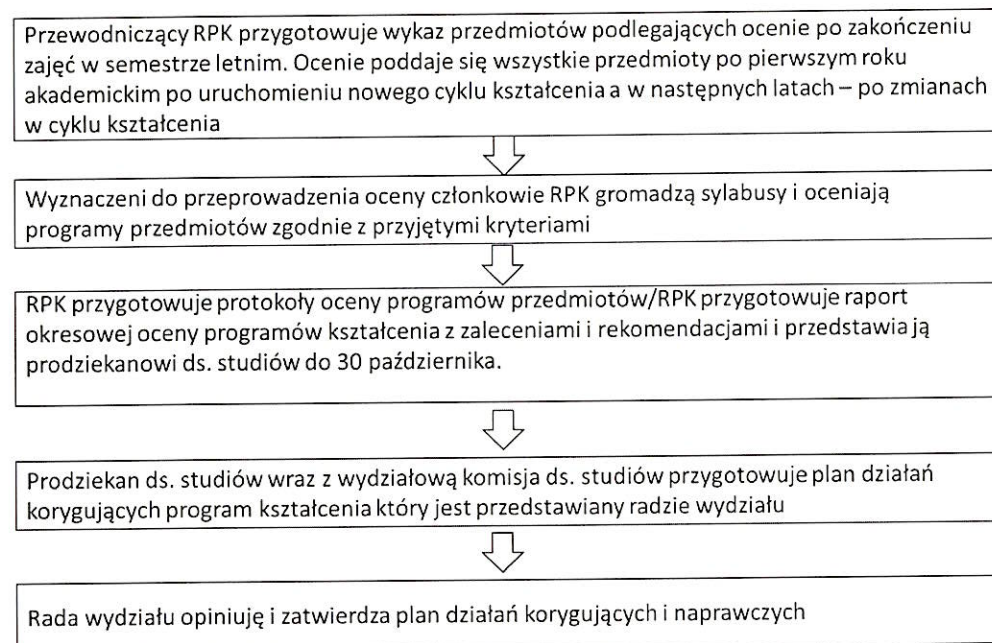 Przewodniczący RPK przygotowuje wykaz przedmiotów podlegających ocenie po zakończeniu
zajęć w semestrze letnim. Ocenie poddaje się wszystkie przedmioty po pierwszym roku
akademickim po uruchomieniu nowego cyklu kształcenia a w następnych latach – po zmianach
w cyklu kształcenia
Wyznaczeni do przeprowadzenia oceny członkowie RPK gromadzą sylabusy i oceniają
programy przedmiotów zgodnie z przyjętymi kryteriami
RPK przygotowuje protokoły oceny programów przedmiotów/RPK przygotowuje raport
okresowej oceny programów kształcenia z zaleceniami i rekomendacjami i przedstawia ją
prodziekanowi ds. studiów do 30 października.
Prodziekan ds. studiów wraz z wydziałową komisja ds. studiów przygotowuje plan działań
korygujących program kształcenia który jest przedstawiany radzie wydziału
Rada wydziału opiniuję i zatwierdza plan działań korygujących i naprawczych